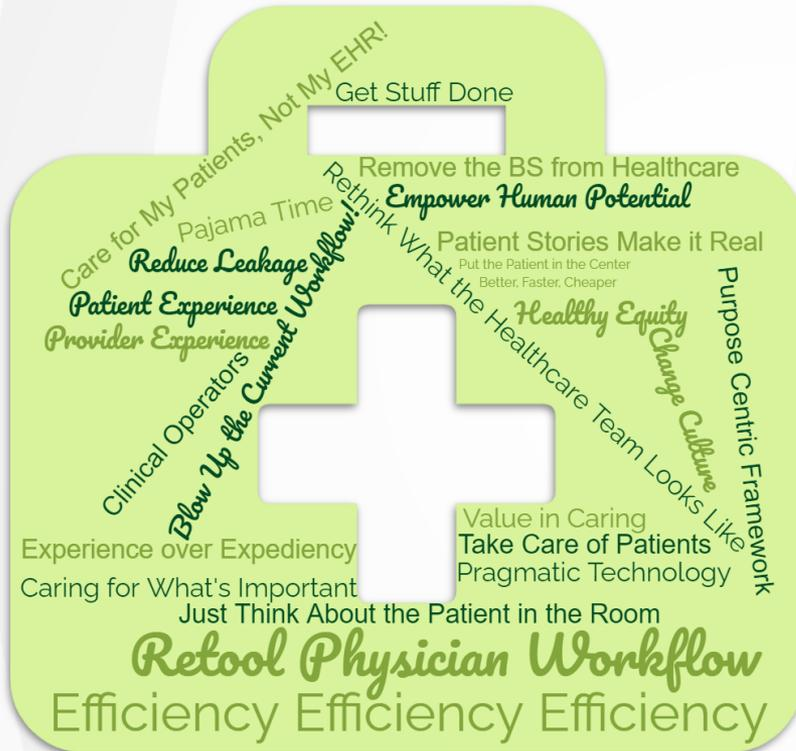 Care for My Patients, Not My EHR!
Get Stuff Done
Remove the BS from Healthcare
Rethink What the Healthcare Team Looks Like
Empower Human Potential
Pajama Time
Patient Stories Make it Real
Reduce Leakage
Put the Patient in the Center
Better, Faster, Cheaper
Patient Experience
Healthy Equity
Provider Experience
Purpose Centric Framework
Change Culture
Clinical Operators
Blow Up the Current Workflow!
Value in Caring
Experience over Expediency
Take Care of Patients
Caring for What's Important
Pragmatic Technology
Just Think About the Patient in the Room
Retool Physician Workflow
Efficiency Efficiency Efficiency